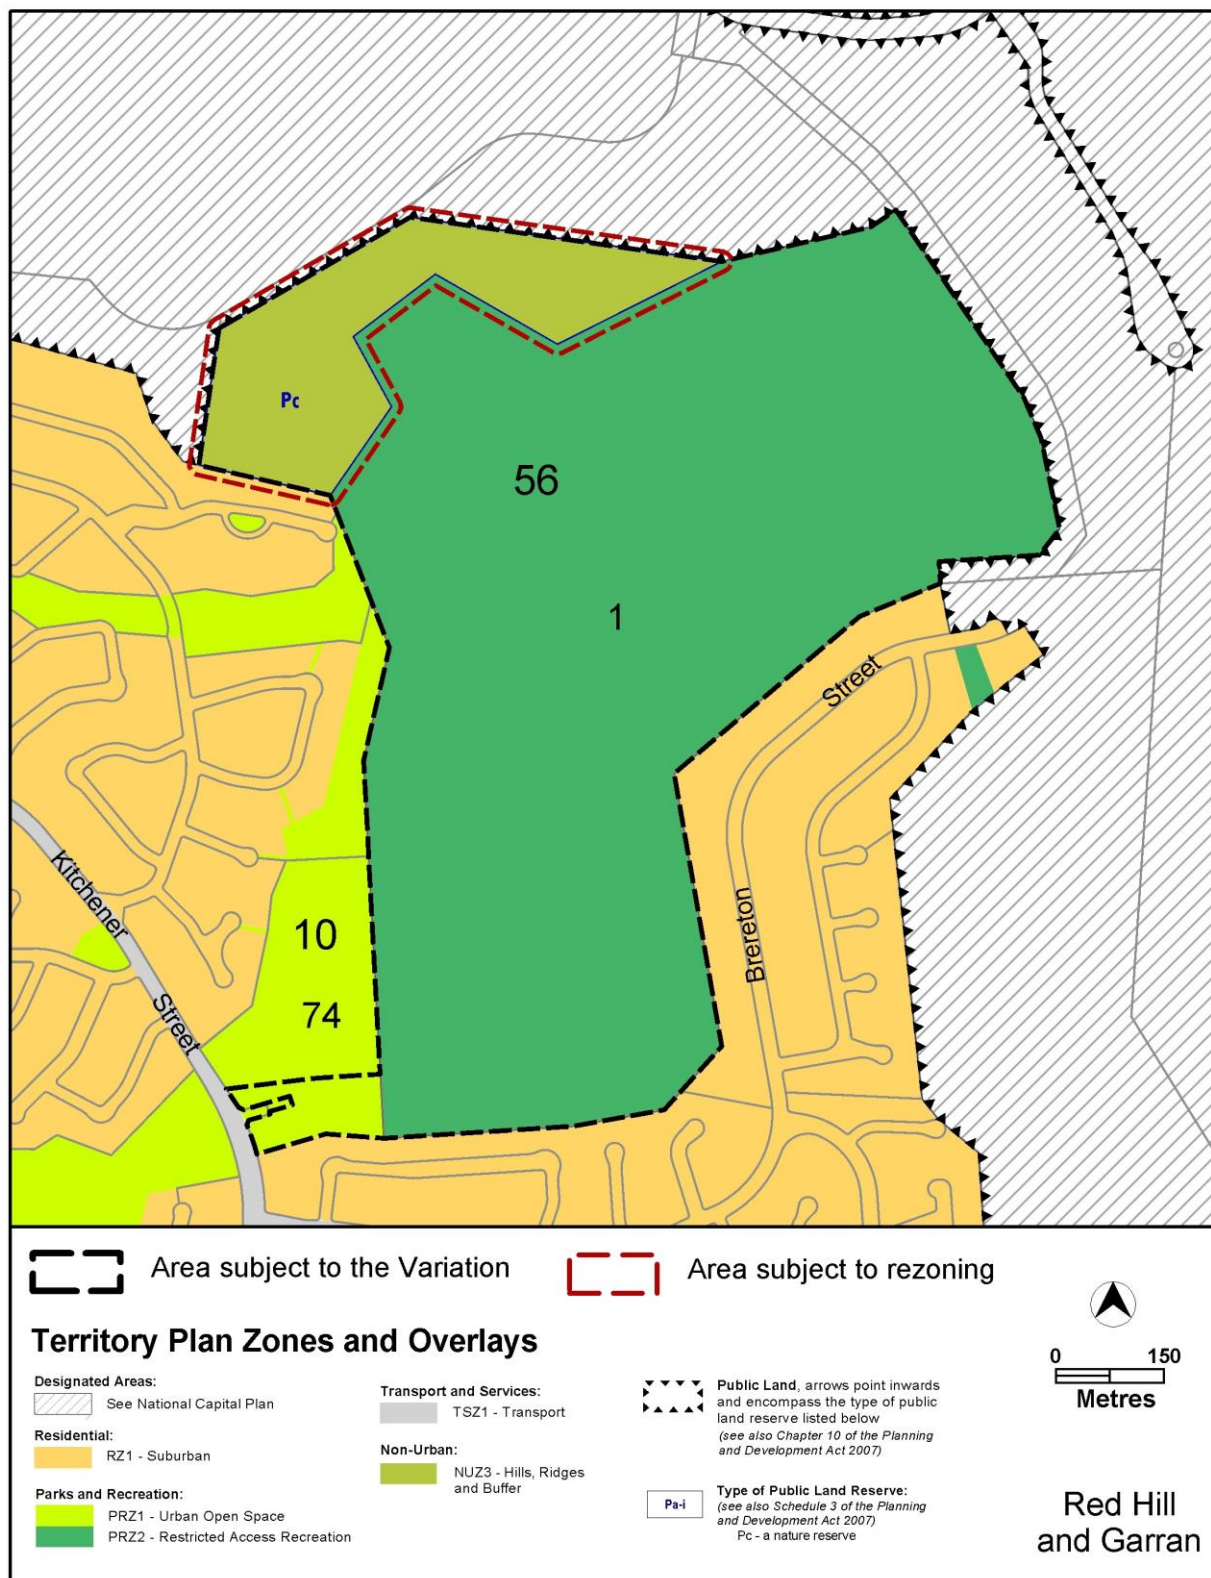 Pc
56
1
Street
Brereton
Kitchener
Street
10
74
Area subject to the Variation
Area subject to rezoning
Territory Plan Zones and Overlays
Designated Areas:
See National Capital Plan
Residential:
RZ1 - Suburban
Parks and Recreation:
PRZ1 - Urban Open Space
PRZ2 - Restricted Access Recreation
Transport and Services:
TSZ1 - Transport
Non-Urban:
NUZ3 - Hills, Ridges
and Buffer
Public Land, arrows point inwards
and encompass the type of public
land reserve listed below
(see also Chapter 10 of the Planning
and Development Act 2007)
Pa-i
Type of Public Land Reserve:
(see also Schedule 3 of the Planning
and Development Act 2007)
Pc - a nature reserve
0 150
Metres
Red Hill
and Garran